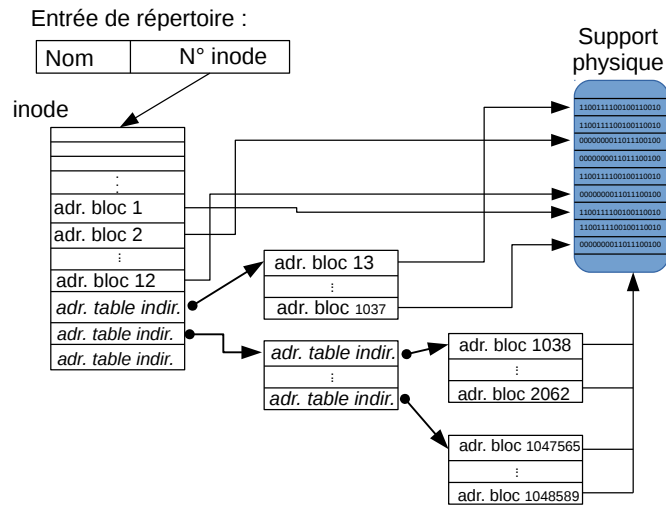 Entrée de répertoire :
Nom
N° inode
Support
physique
inode
adr. bloc 1
adr. bloc 2
⋮
adr. bloc 12
adr. table indir.
adr. table indir.
adr. table indir.
adr. bloc 13
⋮
adr. bloc 1037
adr. table indir.
⋮
adr. table indir.
adr. bloc 1038
⋮
adr. bloc 2062
adr. bloc 1047565
⋮
adr. bloc 1048589
1100111100100110010
1100111100100110010
0000000011011100100
0000000011011100100
1100111100100110010
0000000011011100100
1100111100100110010
1100111100100110010
0000000011011100100